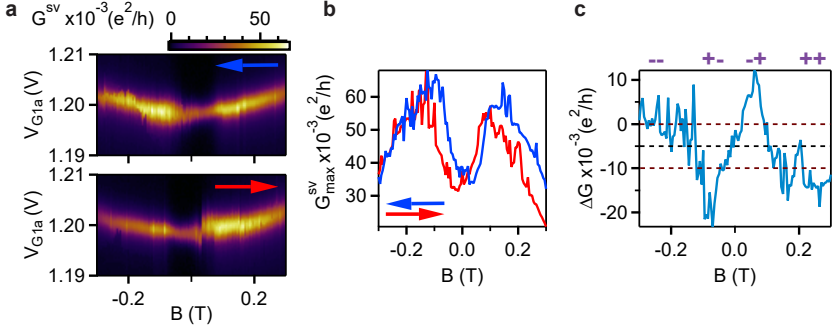 a
G^sv x10^-3(e^2/h)
0 50
1.21
1.20
1.19
V_G1a (V)
1.21
1.20
1.19
V_G1a (V)
-0.2 0.2
B (T)
b
60
50
40
30
G^sv_max x10^-3(e^2/h)
-0.2 0.0 0.2
B (T)
c
-- +- -+ ++
10
0
-10
-20
ΔG x10^-3(e^2/h)
-0.2 0.0 0.2
B (T)